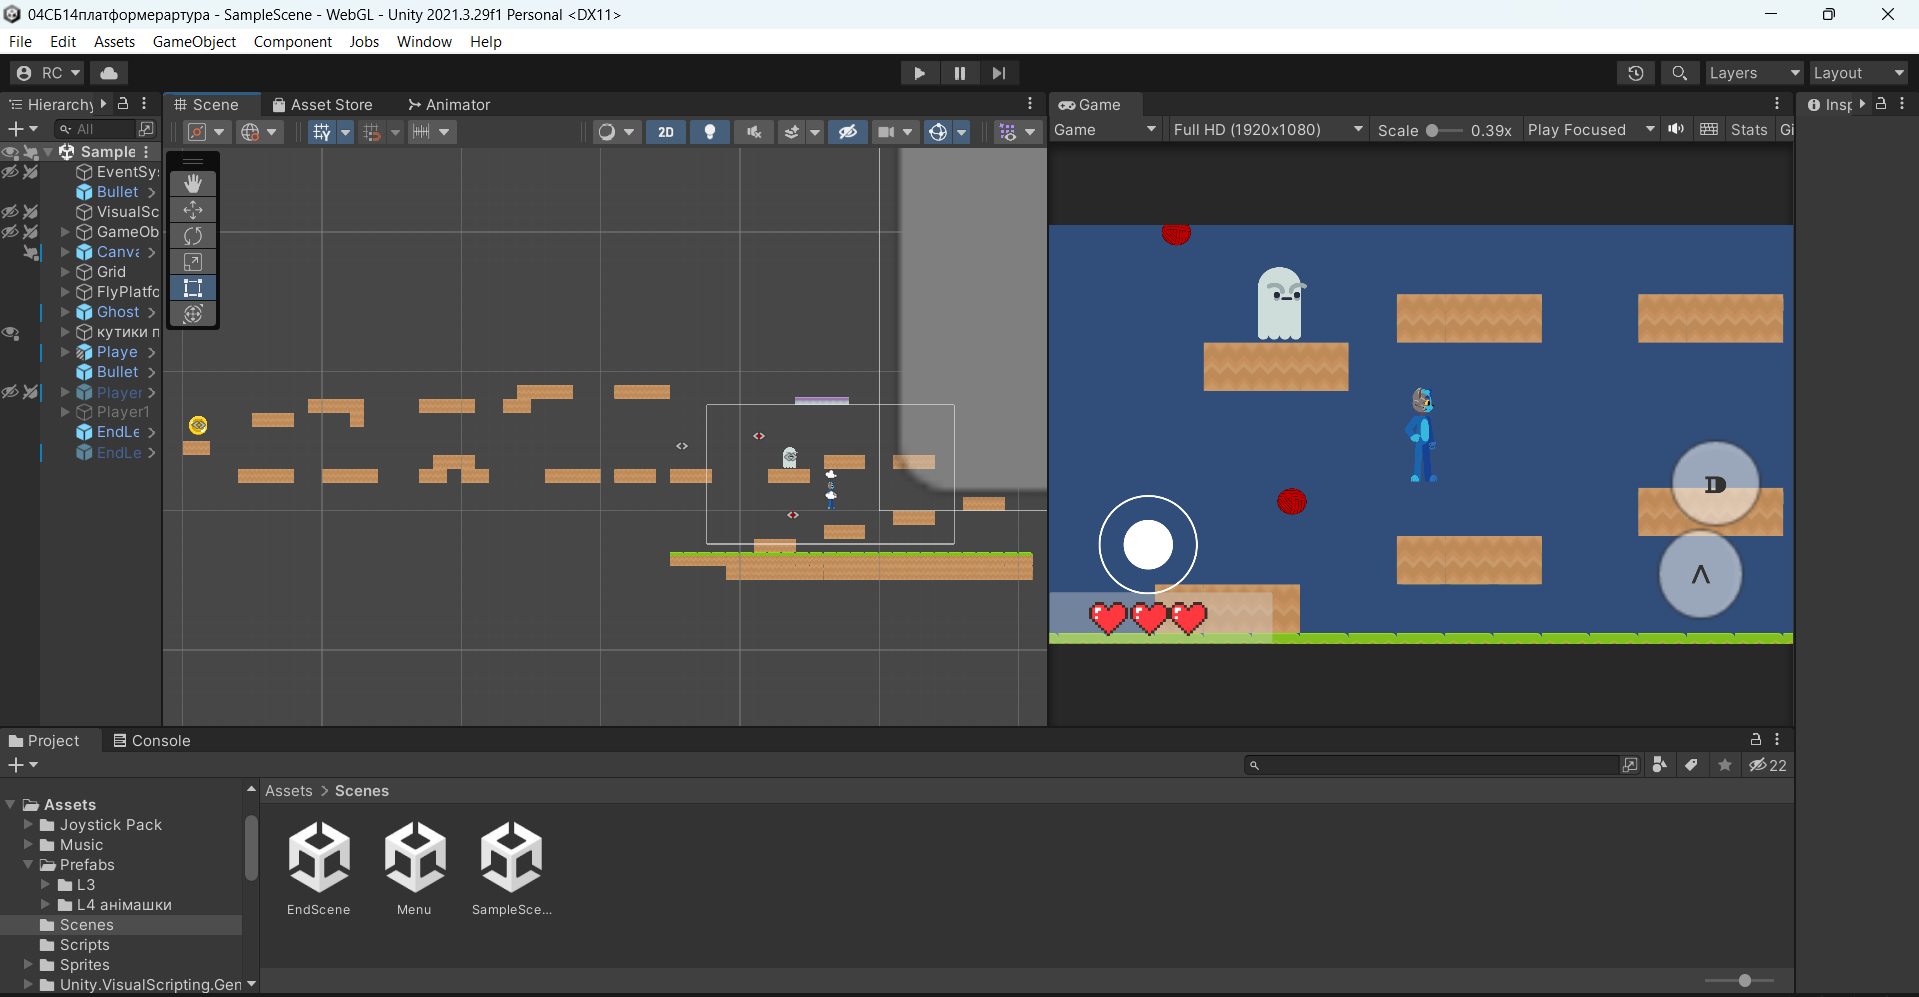 04СБ14платформерартура - SampleScene - WebGL - Unity 2021.3.29f1 Personal <DX11>
File Edit Assets GameObject Component Jobs Window Help
RC Layers Layout
Hierarchy Scene Asset Store Animator Game Insp
All 2D Game Full HD (1920x1080) Scale 0.39x Play Focused Stats Gi
Sample
EventSy
Bullet
VisualSc
GameOb
Canva
Grid
FlyPlatfo
Ghost
кутики п
Playe
Bullet
Player
Player1
EndLe
EndLe
D
Λ
Project Console
22
Assets > Scenes
Assets
Joystick Pack
Music
Prefabs
L3
L4 анімашки
Scenes
Scripts
Sprites
Unity.VisualScripting.Gen
EndScene Menu SampleSce...